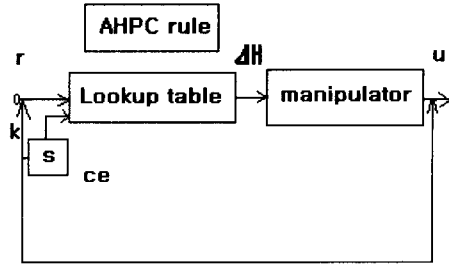 AHPC rule
r
ΔH
u
Lookup table
manipulator
k
s
ce